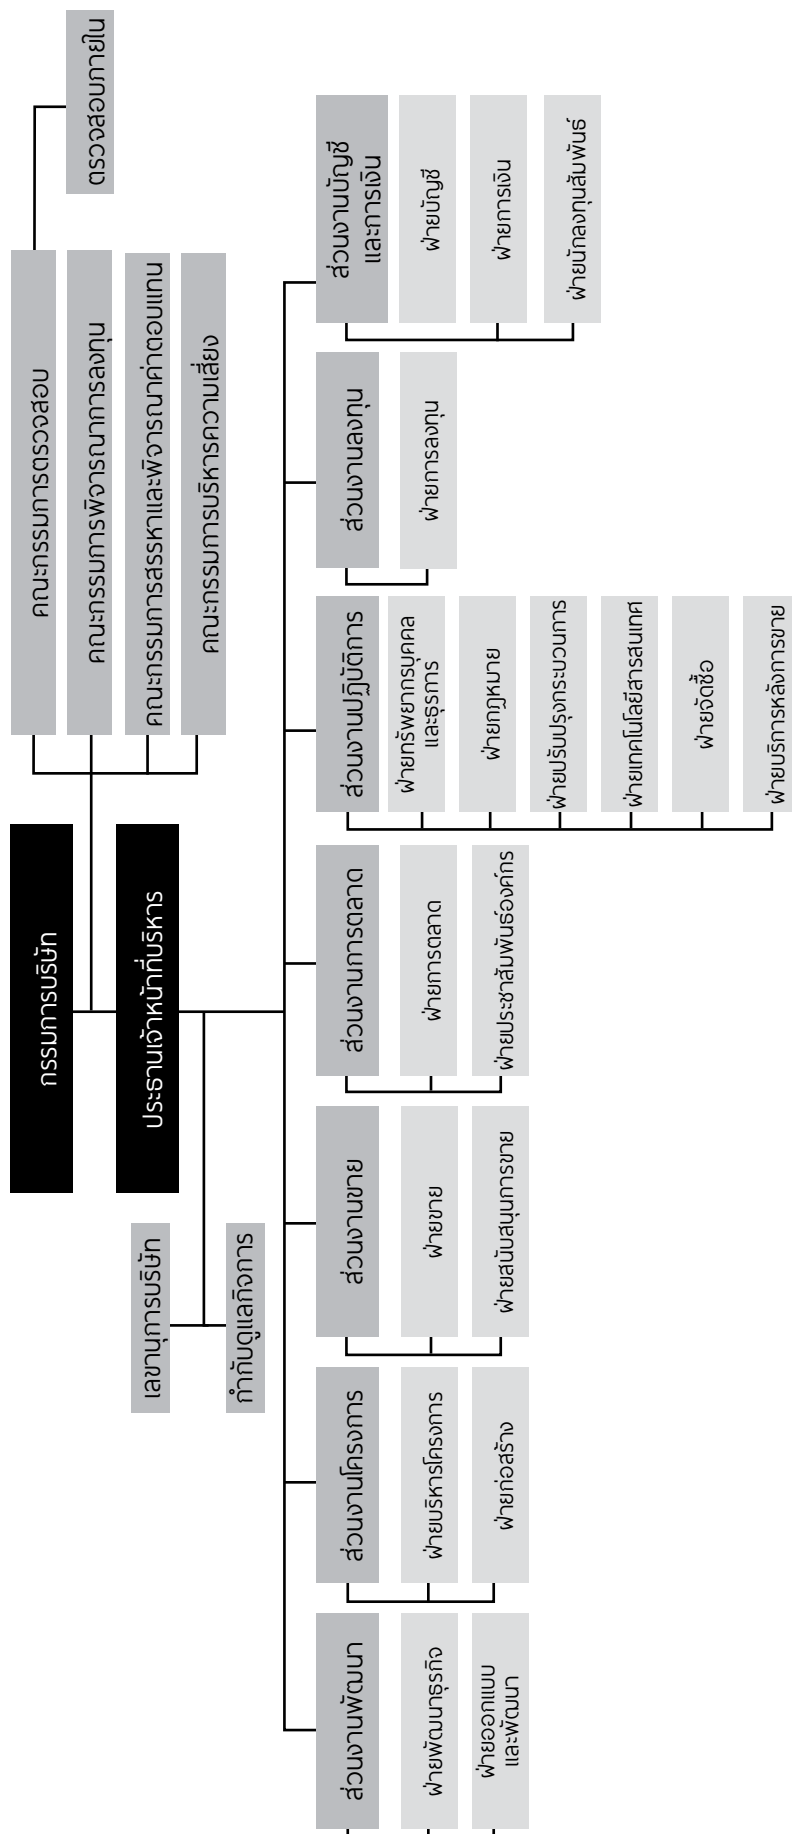 กรรมการบริษัท
ประธานเจ้าหน้าที่บริหาร
คณะกรรมการตรวจสอบ
ตรวจสอบภายใน
คณะกรรมการพิจารณาการลงทุน
คณะกรรมการสรรหาและพิจารณาค่าตอบแทน
คณะกรรมการบริหารความเสี่ยง
เลขานุการบริษัท
กำกับดูแลกิจการ
ส่วนงานพัฒนา
ฝ่ายพัฒนาธุรกิจ
ฝ่ายออกแบบ
และพัฒนา
ส่วนงานโครงการ
ฝ่ายบริหารโครงการ
ฝ่ายก่อสร้าง
ส่วนงานขาย
ฝ่ายขาย
ฝ่ายสนับสนุนการขาย
ส่วนงานการตลาด
ฝ่ายการตลาด
ฝ่ายประชาสัมพันธ์องค์กร
ส่วนงานปฏิบัติการ
ฝ่ายทรัพยากรบุคคล
และธุรการ
ฝ่ายกฎหมาย
ฝ่ายปรับปรุงกระบวนการ
ฝ่ายเทคโนโลยีสารสนเทศ
ฝ่ายจัดซื้อ
ฝ่ายบริการหลังการขาย
ส่วนงานลงทุน
ฝ่ายการลงทุน
ส่วนงานบัญชี
และการเงิน
ฝ่ายบัญชี
ฝ่ายการเงิน
ฝ่ายนักลงทุนสัมพันธ์